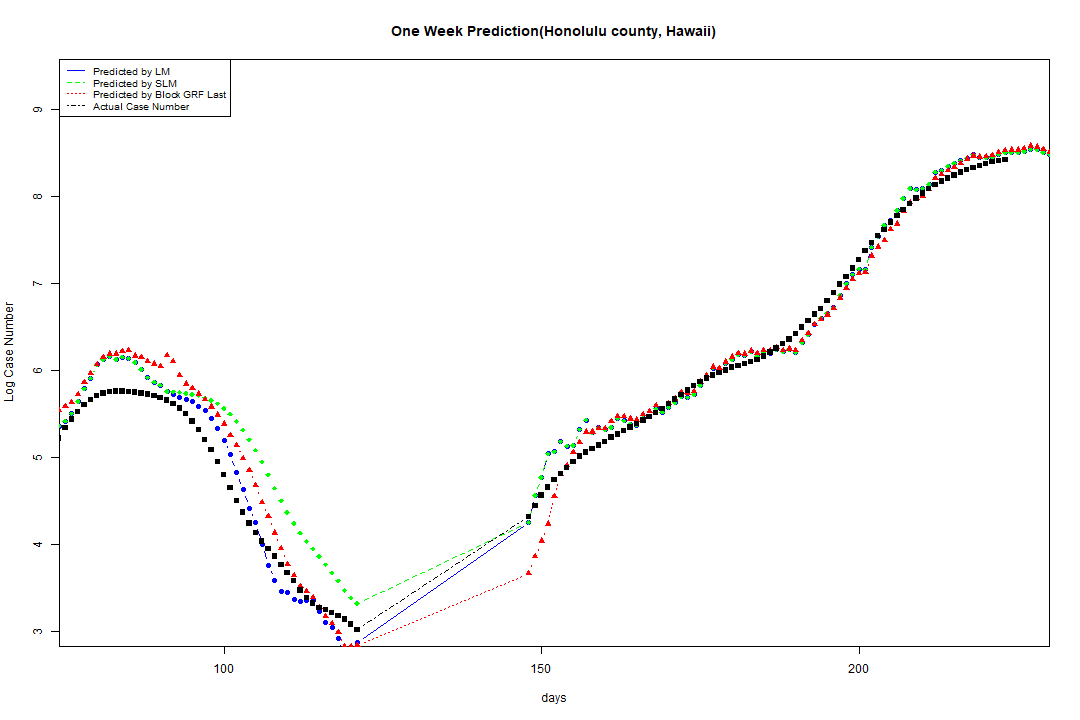 One Week Prediction(Honolulu county, Hawaii)
Predicted by LM
Predicted by SLM
Predicted by Block GRF Last
Actual Case Number
Log Case Number
9
8
7
6
5
4
3
100 150 200
days